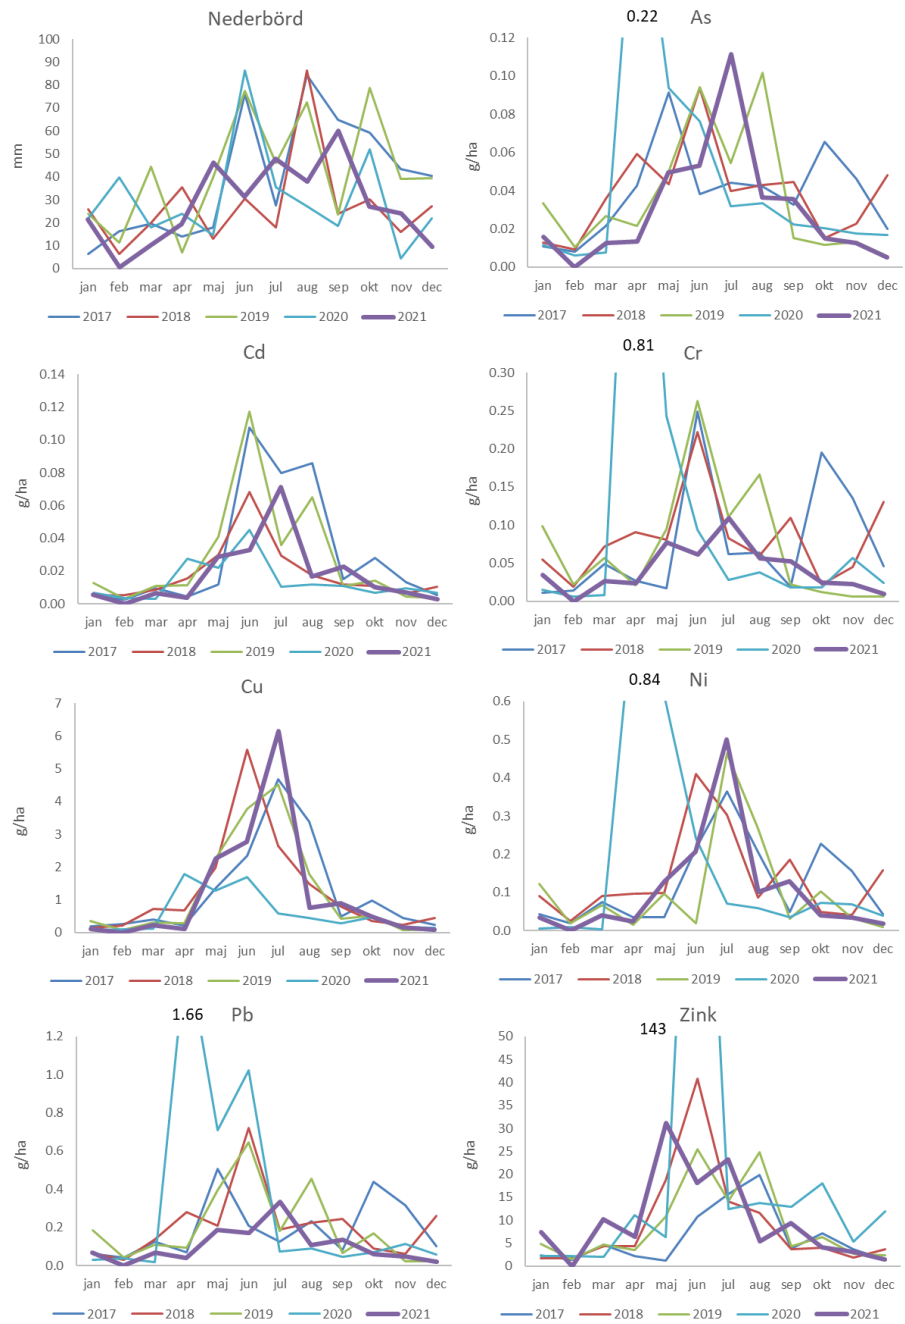 Nederbörd
100
90
80
70
60
50
40
30
20
10
0
mm
jan feb mar apr maj jun jul aug sep okt nov dec
2017 2018 2019 2020 2021
0.22 As
0.12
0.10
0.08
0.06
0.04
0.02
0.00
g/ha
jan feb mar apr maj jun jul aug sep okt nov dec
2017 2018 2019 2020 2021
Cd
0.14
0.12
0.10
0.08
0.06
0.04
0.02
0.00
g/ha
jan feb mar apr maj jun jul aug sep okt nov dec
2017 2018 2019 2020 2021
0.81 Cr
0.30
0.25
0.20
0.15
0.10
0.05
0.00
g/ha
jan feb mar apr maj jun jul aug sep okt nov dec
2017 2018 2019 2020 2021
Cu
7
6
5
4
3
2
1
0
g/ha
jan feb mar apr maj jun jul aug sep okt nov dec
2017 2018 2019 2020 2021
0.84 Ni
0.6
0.5
0.4
0.3
0.2
0.1
0.0
g/ha
jan feb mar apr maj jun jul aug sep okt nov dec
2017 2018 2019 2020 2021
1.66 Pb
1.2
1.0
0.8
0.6
0.4
0.2
0.0
g/ha
jan feb mar apr maj jun jul aug sep okt nov dec
2017 2018 2019 2020 2021
Zink
143
50
45
40
35
30
25
20
15
10
5
0
g/ha
jan feb mar apr maj jun jul aug sep okt nov dec
2017 2018 2019 2020 2021